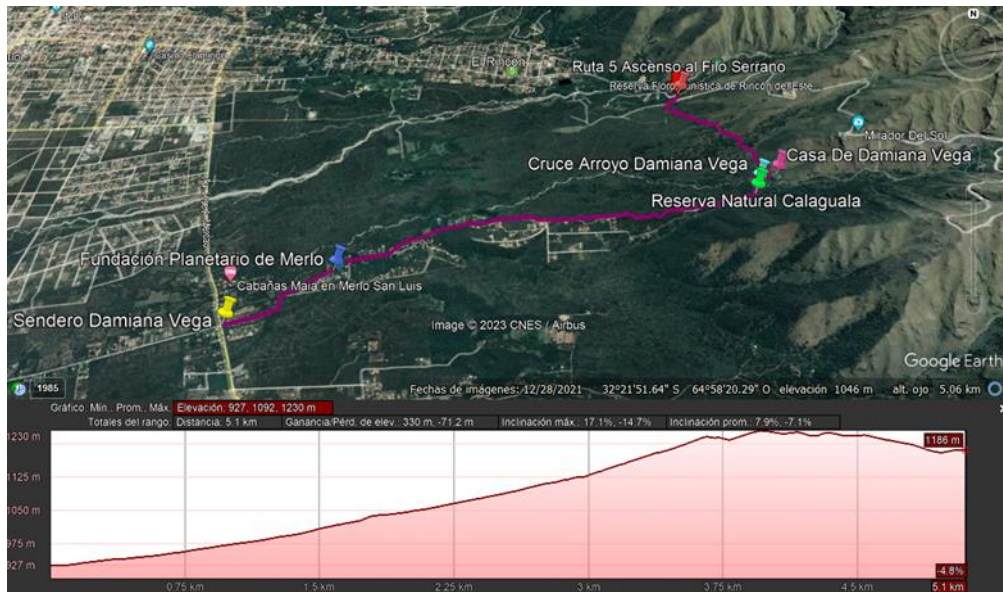 El Rincón
N
Ruta 5 Ascenso al Filo Serrano
Mirador Del Sol
Cruce Arroyo Damiana Vega
Casa De Damiana Vega
Reserva Natural Calaguala
Fundación Planetario de Merlo
Cabañas Maia en Merlo San Luis
Sendero Damiana Vega
Image © 2023 CNES / Airbus
Google Earth
1985
Fechas de imágenes: 12/28/2021 32°21'51.64" S 64°58'20.29" O elevación 1046 m alt. ojo 5.06 km
Gráfico: Mín., Prom., Máx. Elevación: 927, 1092, 1230 m
Totales del rango: Distancia: 5.1 km Ganancia/Pérd. de elev.: 330 m, -71.2 m Inclinación máx.: 17.1%, -14.7% Inclinación prom.: 7.9%, -7.1%
1230 m
1186 m
1125 m
1050 m
975 m
927 m
-4.8%
0.75 km 1.5 km 2.25 km 3 km 3.75 km 4.5 km 5.1 km